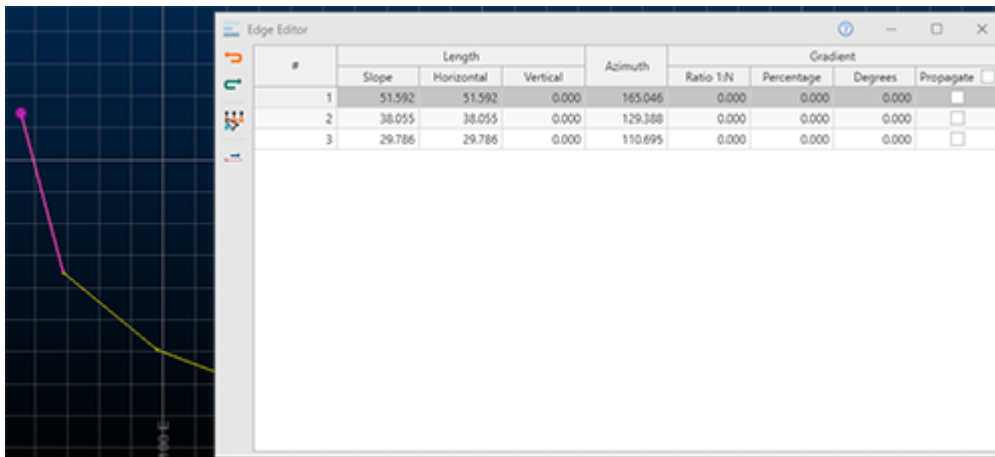 Edge Editor
# Length Azimuth Gradient
Slope Horizontal Vertical Ratio 1:N Percentage Degrees Propagate
1 51.592 51.592 0.000 165.046 0.000 0.000 0.000
2 38.055 38.055 0.000 129.388 0.000 0.000 0.000
3 29.786 29.786 0.000 110.695 0.000 0.000 0.000